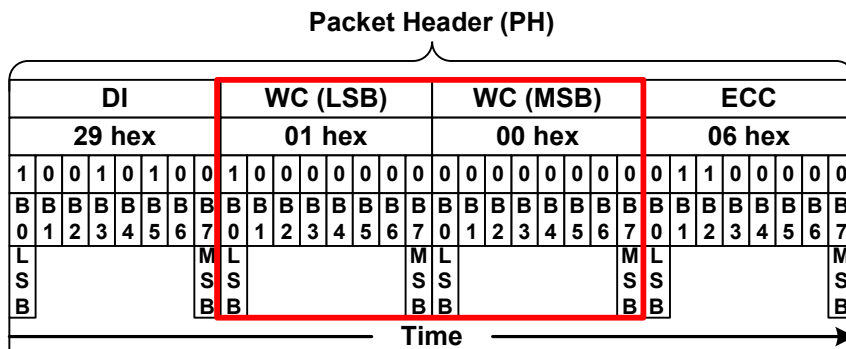 Packet Header (PH)
DI WC (LSB) WC (MSB) ECC
29 hex 01 hex 00 hex 06 hex
1 0 0 1 0 1 0 0 1 0 0 0 0 0 0 0 0 0 0 0 0 0 0 0 0 1 1 0 0 0 0 0
B B B B B B B B B B B B B B B B B B B B B B B B B B B B B B B B
0 1 2 3 4 5 6 7 0 1 2 3 4 5 6 7 0 1 2 3 4 5 6 7 0 1 2 3 4 5 6 7
L M L M L M L M
S S S S S S S S
B B B B B B B B
Time